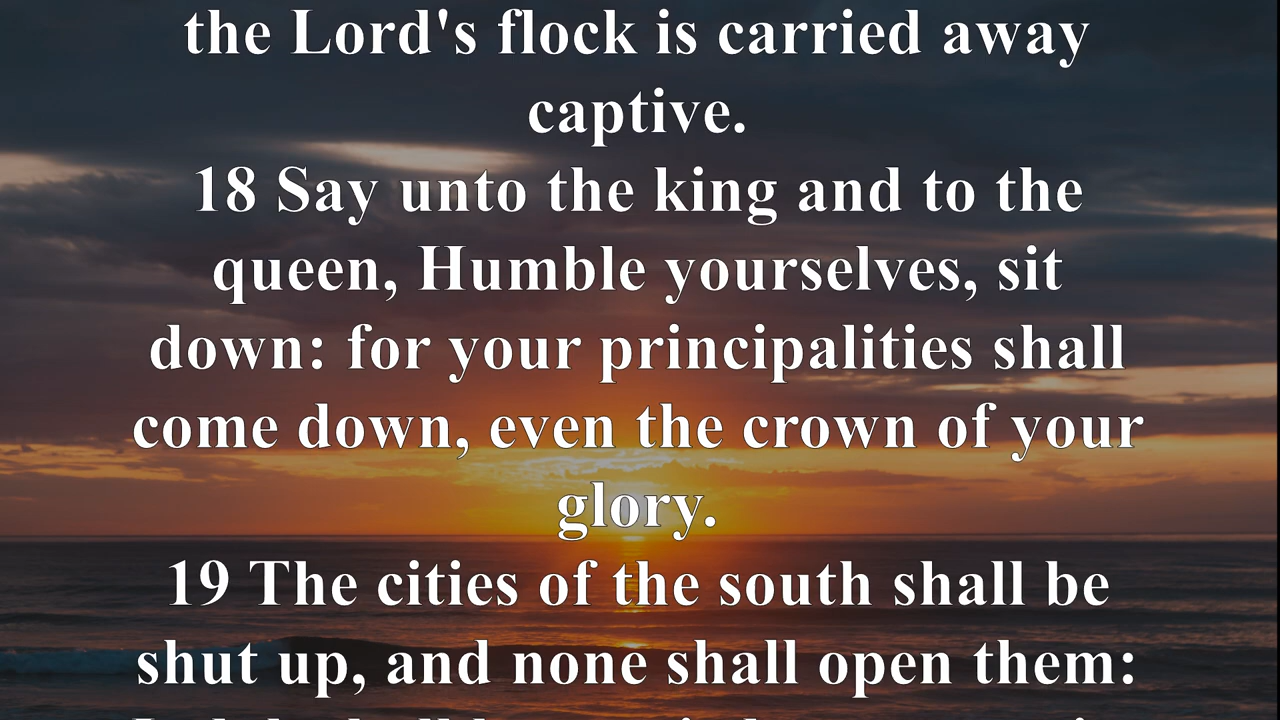 the Lord's flock is carried away
captive.
18 Say unto the king and to the
queen, Humble yourselves, sit
down: for your principalities shall
come down, even the crown of your
glory.
19 The cities of the south shall be
shut up, and none shall open them: